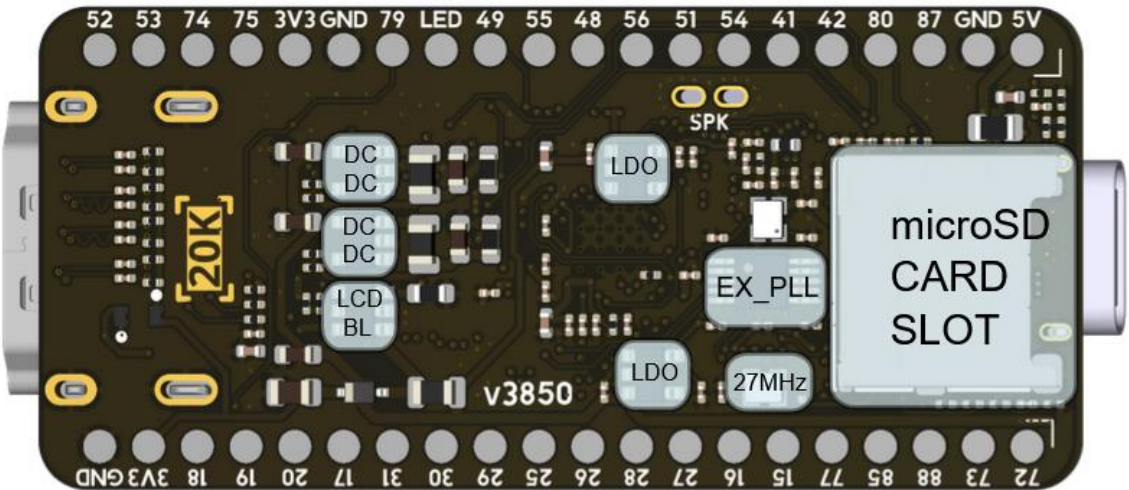 52 53 74 75 3V3 GND 79 LED 49 55 48 56 51 54 41 42 80 87 GND 5V
SPK
DC
DC
LDO
20K
DC
DC
microSD
CARD
SLOT
EX_PLL
LCD
BL
LDO
27MHz
v3850
GND 3V3 18 19 20 17 31 30 29 25 26 28 27 16 15 77 85 88 73 72